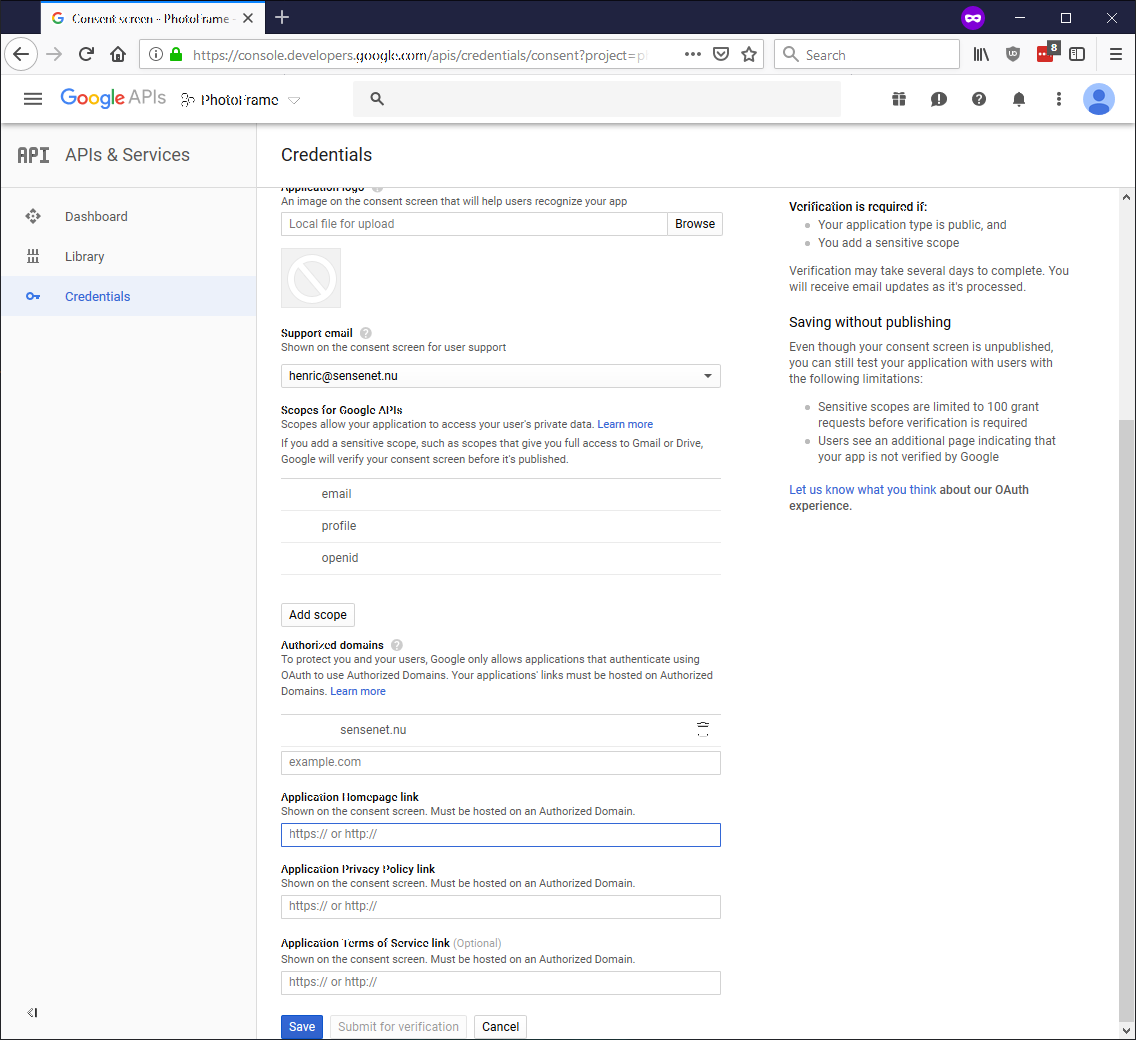 Consent screen - PhotoFrame -
https://console.developers.google.com/apis/credentials/consent?project=p
Search
8
Google APIs
PhotoFrame
API APIs & Services
Credentials
Dashboard
Library
Credentials
Application logo
An image on the consent screen that will help users recognize your app
Local file for upload
Browse
Support email
Shown on the consent screen for user support
henric@sensenet.nu
Scopes for Google APIs
Scopes allow your application to access your user's private data. Learn more
If you add a sensitive scope, such as scopes that give you full access to Gmail or Drive,
Google will verify your consent screen before it's published.
email
profile
openid
Add scope
Authorized domains
To protect you and your users, Google only allows applications that authenticate using
OAuth to use Authorized Domains. Your applications' links must be hosted on Authorized
Domains. Learn more
sensenet.nu
example.com
Application Homepage link
Shown on the consent screen. Must be hosted on an Authorized Domain.
https:// or http://
Application Privacy Policy link
Shown on the consent screen. Must be hosted on an Authorized Domain.
https:// or http://
Application Terms of Service link (Optional)
Shown on the consent screen. Must be hosted on an Authorized Domain.
https:// or http://
Save
Submit for verification
Cancel
Verification is required if:
Your application type is public, and
You add a sensitive scope
Verification may take several days to complete. You
will receive email updates as it's processed.
Saving without publishing
Even though your consent screen is unpublished,
you can still test your application with users with
the following limitations:
Sensitive scopes are limited to 100 grant
requests before verification is required
Users see an additional page indicating that
your app is not verified by Google
Let us know what you think about our OAuth
experience.